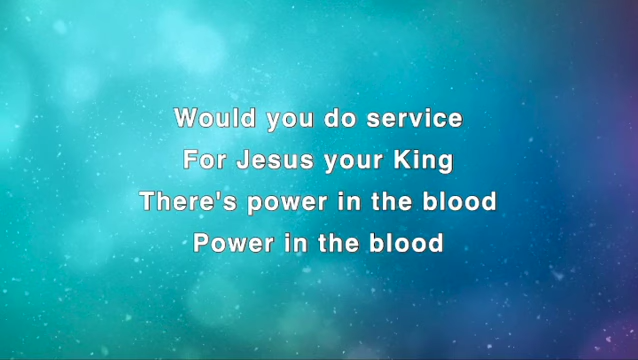 Would you do service
For Jesus your King
There's power in the blood
Power in the blood